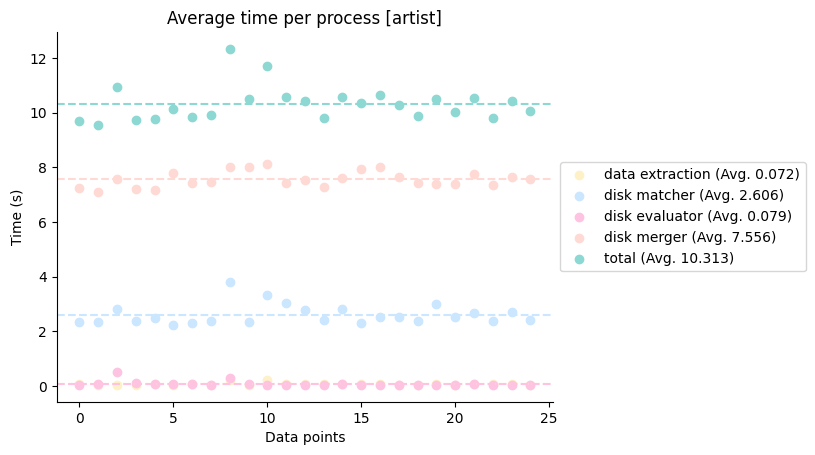 Average time per process [artist]
Time (s)
12
10
8
6
4
2
0
0 5 10 15 20 25
Data points
data extraction (Avg. 0.072)
disk matcher (Avg. 2.606)
disk evaluator (Avg. 0.079)
disk merger (Avg. 7.556)
total (Avg. 10.313)